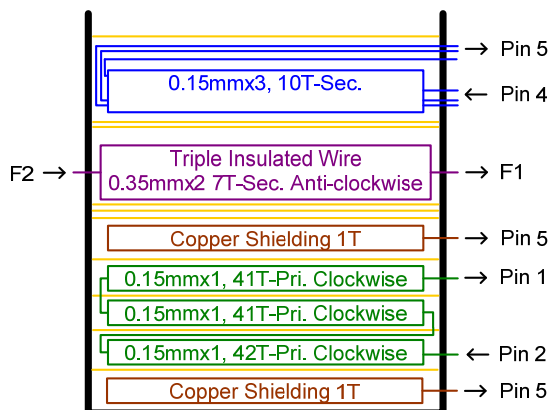 Pin 5
0.15mmx3, 10T-Sec.
Pin 4
Triple Insulated Wire
F2
F1
0.35mmx2 7T-Sec. Anti-clockwise
Copper Shielding 1T
Pin 5
0.15mmx1, 41T-Pri. Clockwise
Pin 1
0.15mmx1, 41T-Pri. Clockwise
0.15mmx1, 42T-Pri. Clockwise
Pin 2
Copper Shielding 1T
Pin 5